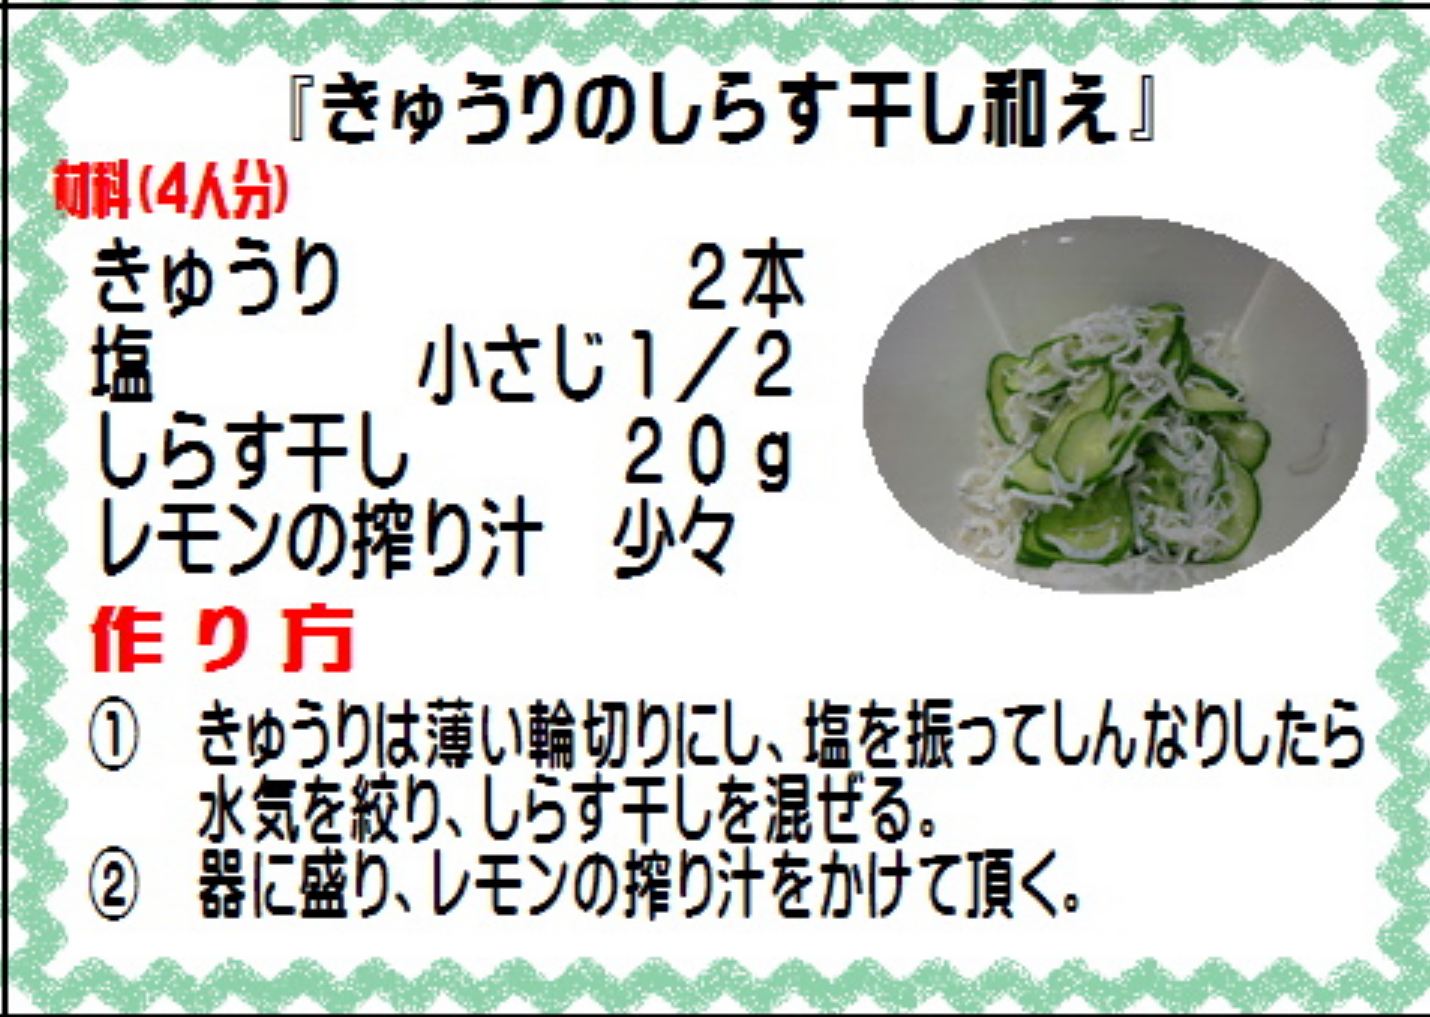 『きゅうりのしらす干し和え』
材料(4人分)
きゅうり　2本
塩　小さじ1／2
しらす干し　20g
レモンの搾り汁　少々
作り方
①　きゅうりは薄い輪切りにし、塩を振ってしんなりしたら
水気を絞り、しらす干しを混ぜる。
②　器に盛り、レモンの搾り汁をかけて頂く。